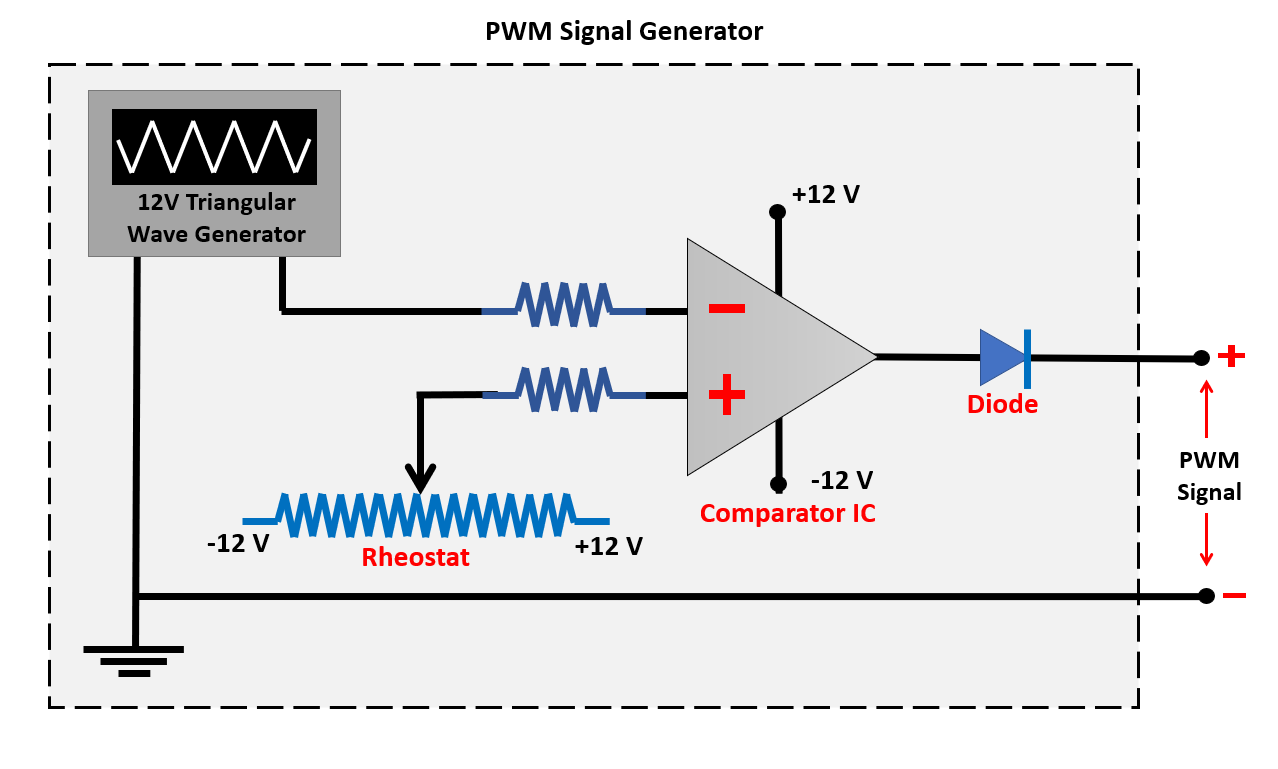 PWM Signal Generator
12V Triangular
Wave Generator
+12 V
−
+
-12 V
Comparator IC
Diode
+
PWM
Signal
−
-12 V
+12 V
Rheostat